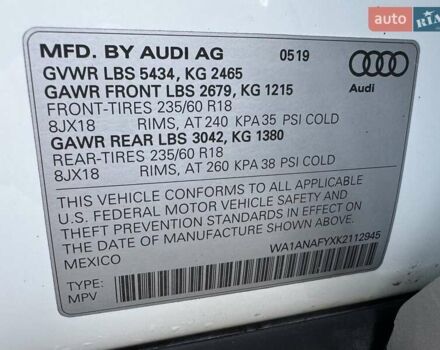 auto RIA
MFD. BY AUDI AG 0519
GVWR LBS 5434, KG 2465
GAWR FRONT LBS 2679, KG 1215
FRONT-TIRES 235/60 R18
8JX18 RIMS, AT 240 KPA 35 PSI COLD
GAWR REAR LBS 3042, KG 1380
REAR-TIRES 235/60 R18
8JX18 RIMS, AT 260 KPA 38 PSI COLD
Audi
THIS VEHICLE CONFORMS TO ALL APPLICABLE
U.S. FEDERAL MOTOR VEHICLE SAFETY AND
THEFT PREVENTION STANDARDS IN EFFECT ON
THE DATE OF MANUFACTURE SHOWN ABOVE.
MEXICO
WA1ANAFYXK2112945
TYPE:
MPV